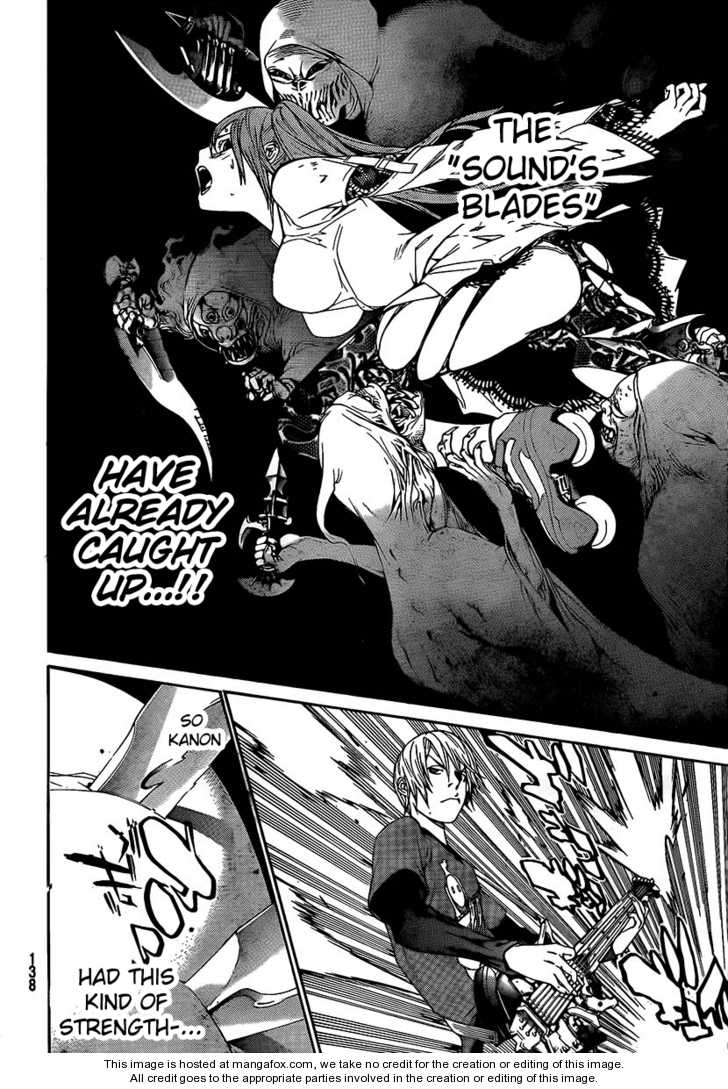 THE
"SOUND'S
BLADES"
HAVE
ALREADY
CAUGHT
UP...!!
SO
KANON
HAD THIS
KIND OF
STRENGTH-...
138
This image is hosted at mangafox.com, we take no credit for the creation or editing of this image.
All credit goes to the appropriate parties involved in the creation or editing of this image.